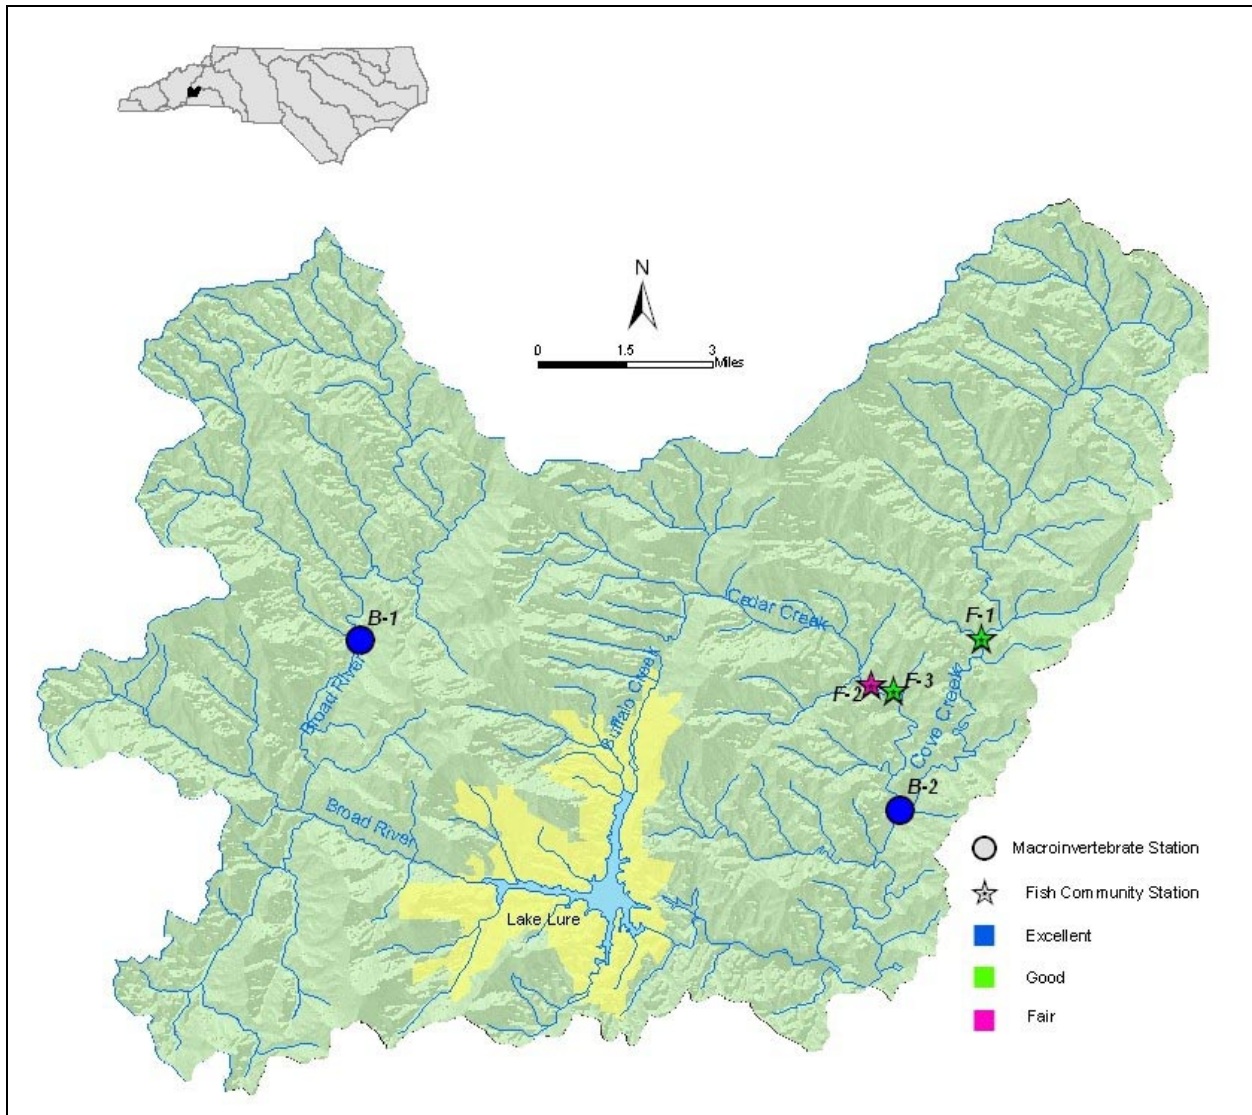 N
0 1.5 3
Miles
Cedar Creek
F-1
B-1
F-2
F-3
Buffalo Creek
Broad River
Cove Creek
B-2
Broad River
Macroinvertebrate Station
Fish Community Station
Lake Lure
Excellent
Good
Fair